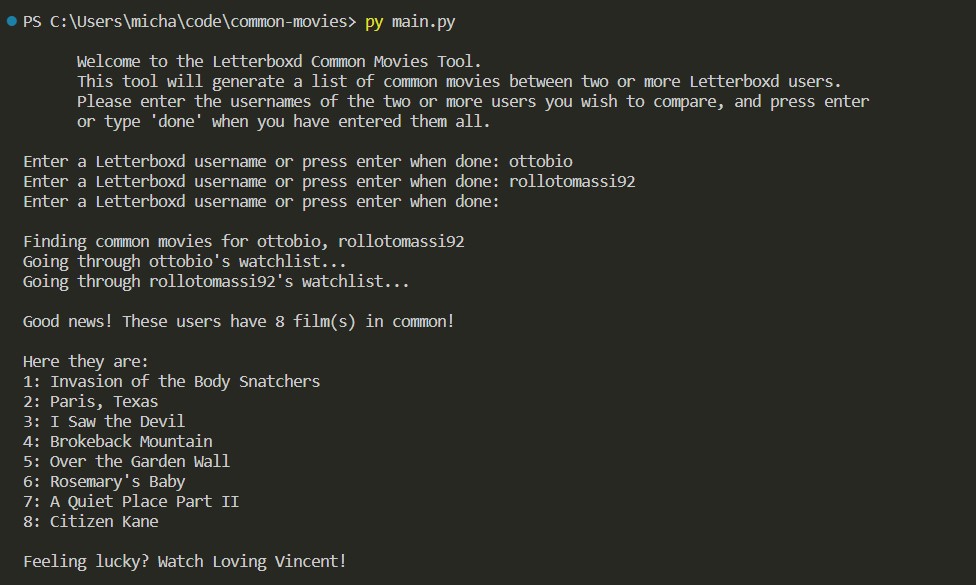 PS C:\Users\micha\code\common-movies> py main.py
Welcome to the Letterboxd Common Movies Tool.
This tool will generate a list of common movies between two or more Letterboxd users.
Please enter the usernames of the two or more users you wish to compare, and press enter
or type 'done' when you have entered them all.
Enter a Letterboxd username or press enter when done: ottobio
Enter a Letterboxd username or press enter when done: rollotomassi92
Enter a Letterboxd username or press enter when done:
Finding common movies for ottobio, rollotomassi92
Going through ottobio's watchlist...
Going through rollotomassi92's watchlist...
Good news! These users have 8 film(s) in common!
Here they are:
1: Invasion of the Body Snatchers
2: Paris, Texas
3: I Saw the Devil
4: Brokeback Mountain
5: Over the Garden Wall
6: Rosemary's Baby
7: A Quiet Place Part II
8: Citizen Kane
Feeling lucky? Watch Loving Vincent!